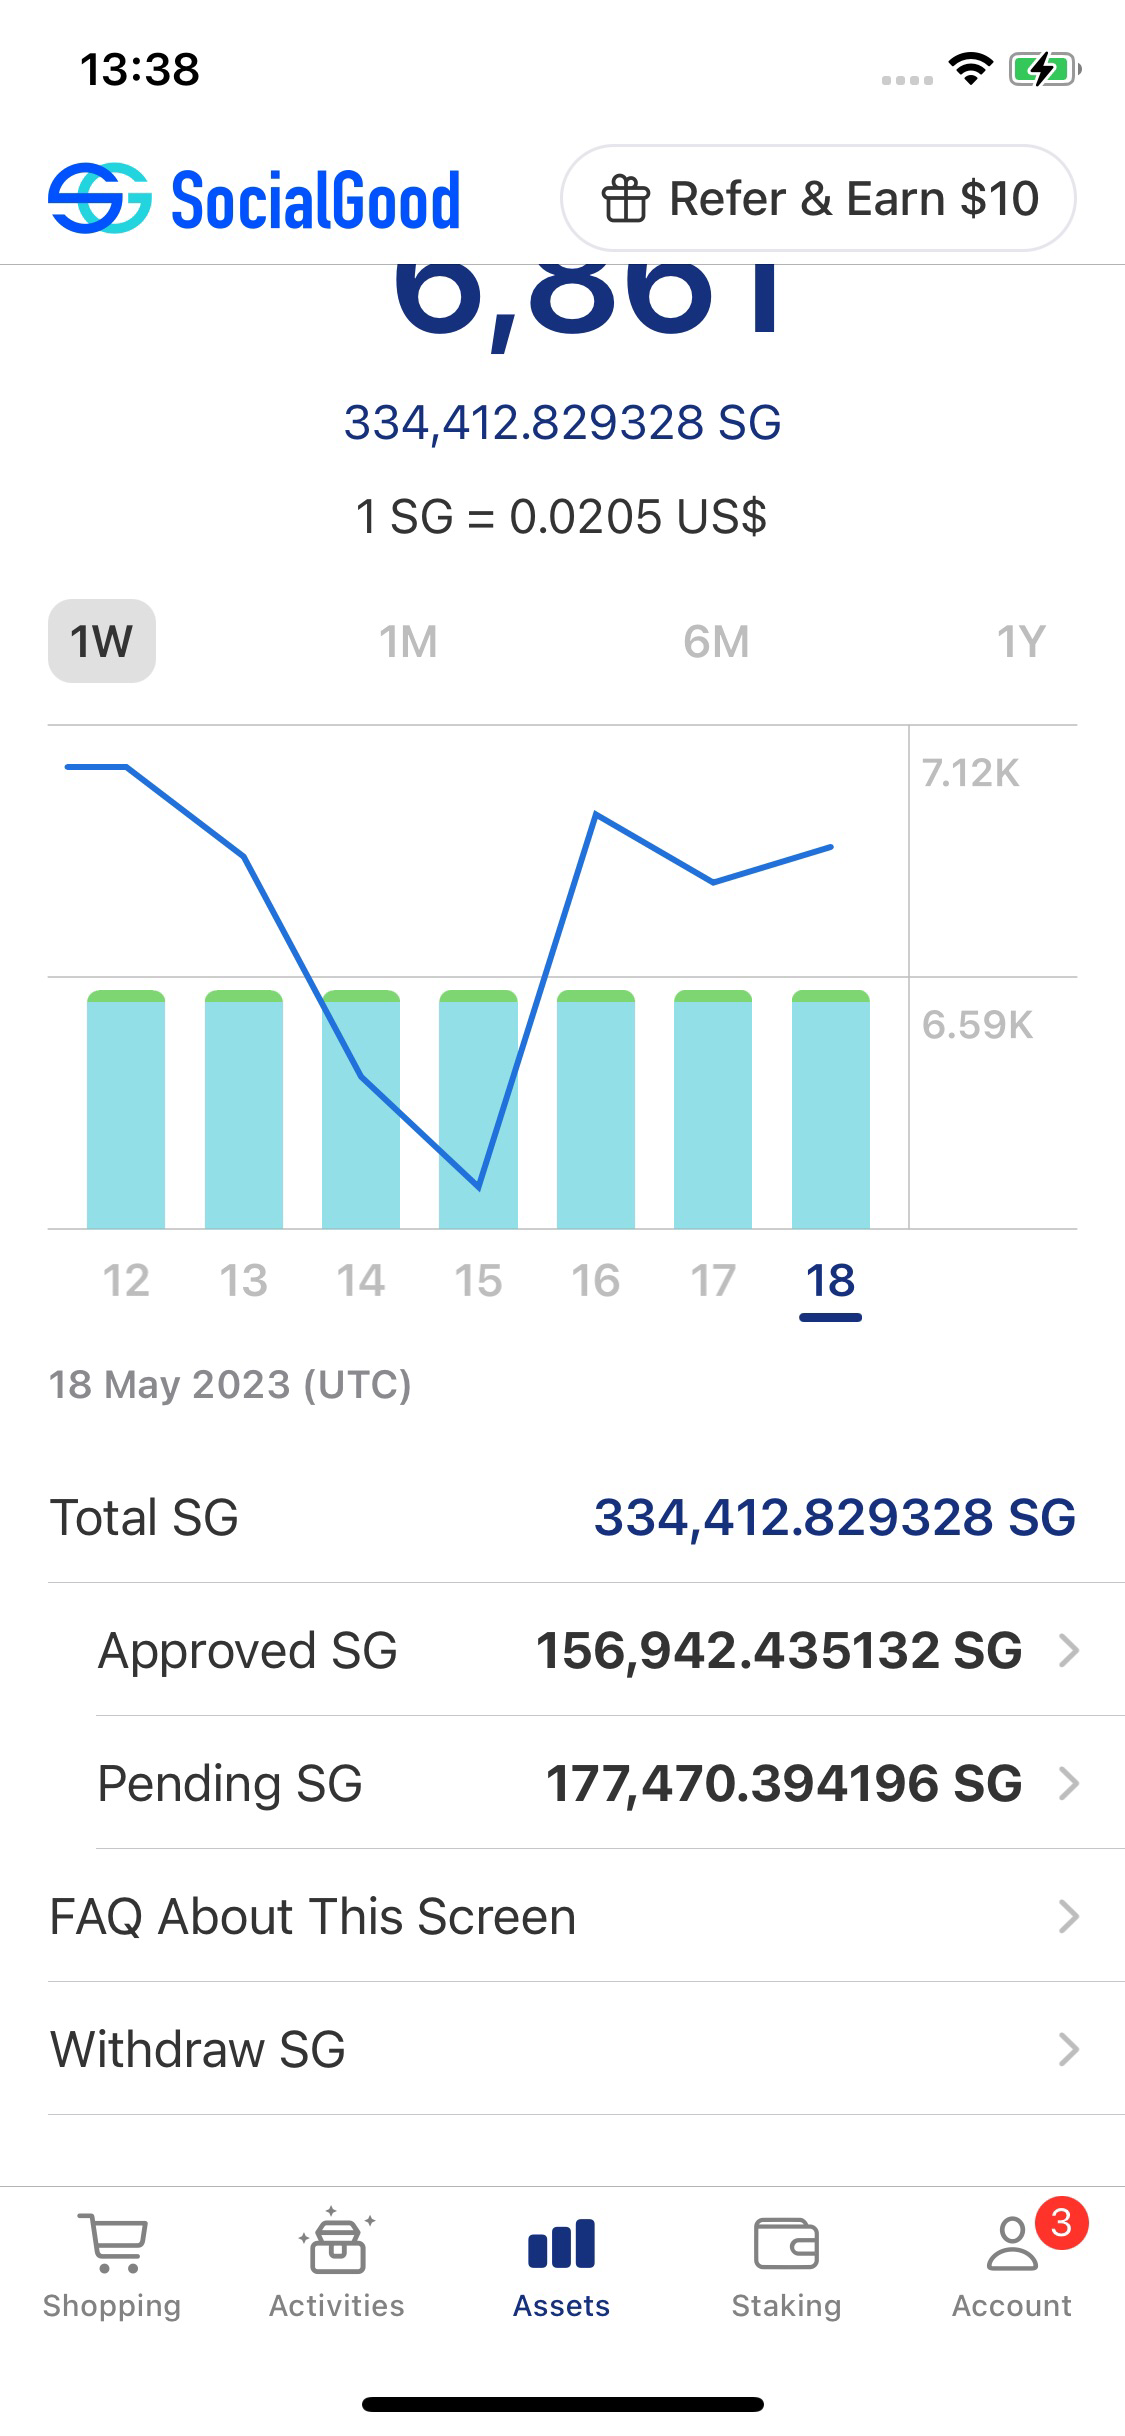 13:38
SG SocialGood
Refer & Earn $10
6,861
334,412.829328 SG
1 SG = 0.0205 US$
1W 1M 6M 1Y
7.12K
6.59K
12 13 14 15 16 17 18
18 May 2023 (UTC)
Total SG 334,412.829328 SG
Approved SG 156,942.435132 SG
Pending SG 177,470.394196 SG
FAQ About This Screen
Withdraw SG
3
Shopping Activities Assets Staking Account